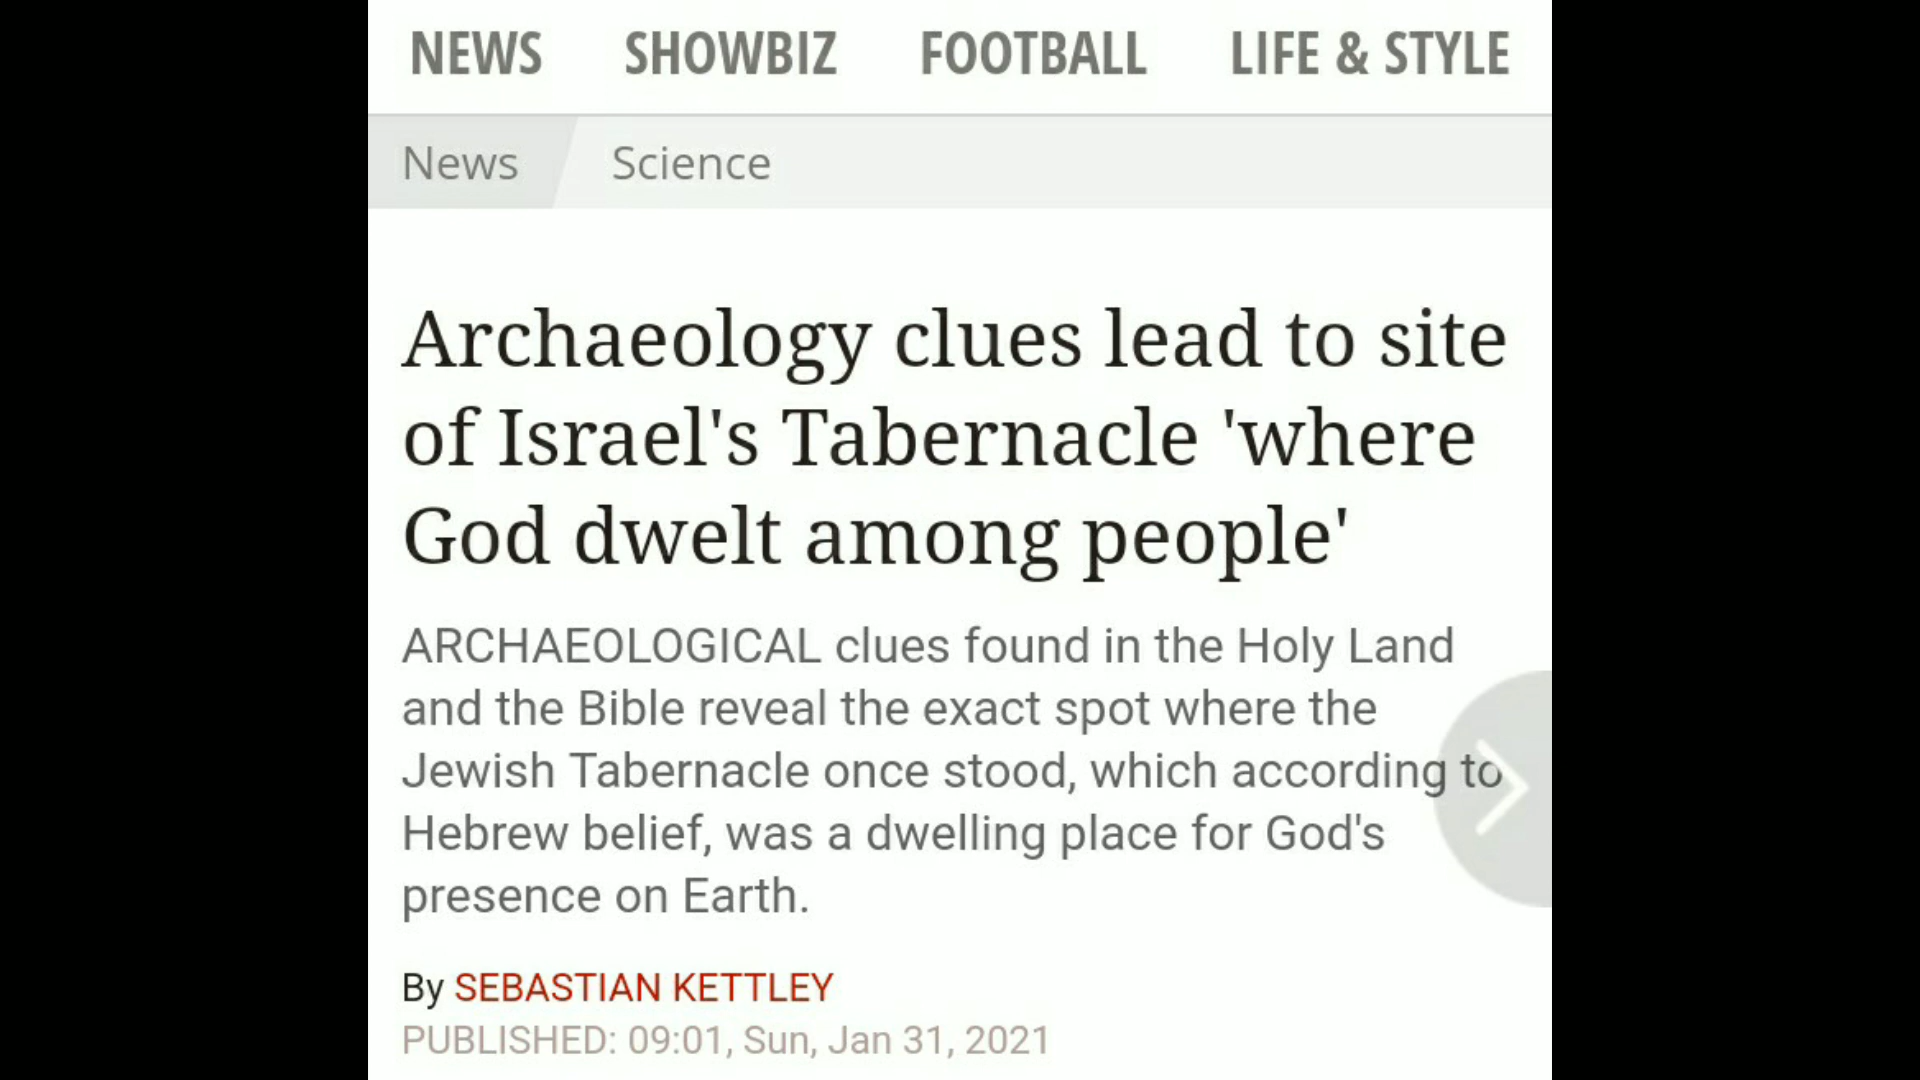 NEWS SHOWBIZ FOOTBALL LIFE & STYLE
News Science
Archaeology clues lead to site
of Israel's Tabernacle 'where
God dwelt among people'
ARCHAEOLOGICAL clues found in the Holy Land
and the Bible reveal the exact spot where the
Jewish Tabernacle once stood, which according to
Hebrew belief, was a dwelling place for God's
presence on Earth.
By SEBASTIAN KETTLEY
PUBLISHED: 09:01, Sun, Jan 31, 2021